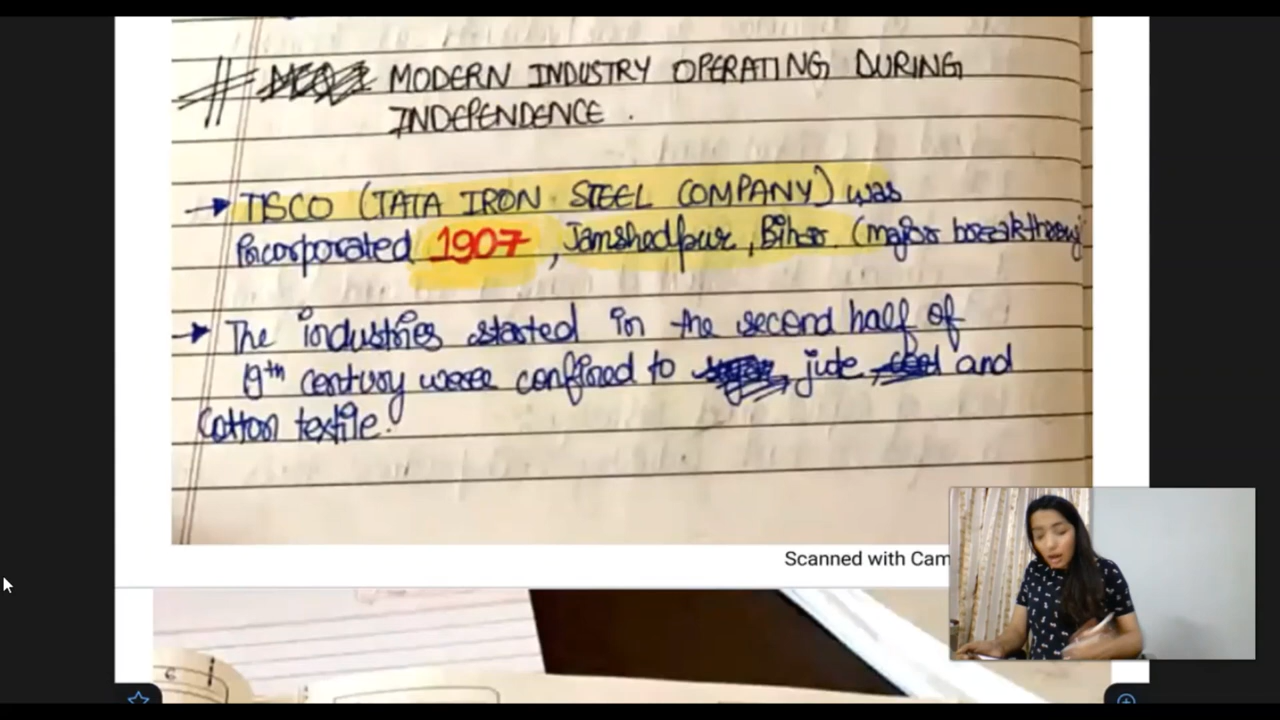 # MODERN INDUSTRY OPERATING DURING
INDEPENDENCE.
→ TISCO (TATA IRON STEEL COMPANY) was
incorporated 1907, Jamshedpur, Bihar (major breakthrough)
→ The industries started in the second half of
19th century were confined to jute and
Cotton textile.
Scanned with Cam